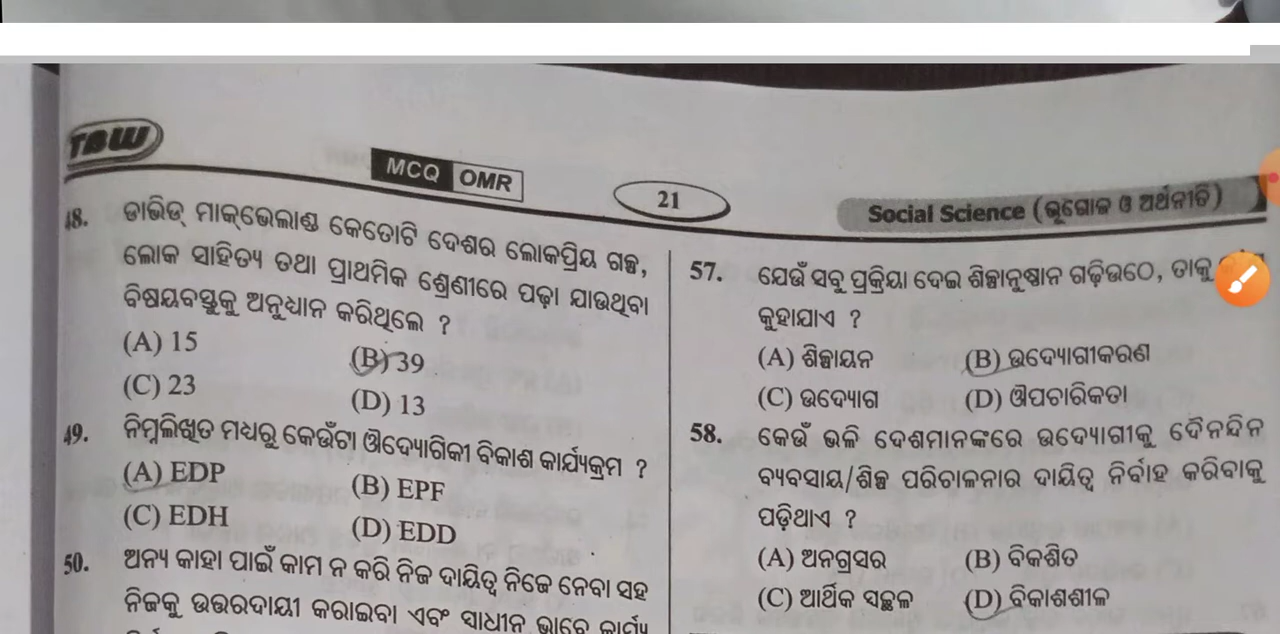 TBW
MCQ OMR
21
Social Science (ଭୂଗୋଳ ଓ ଅର୍ଥନୀତି)
48. ଡାଭିଡ୍ ମାକ୍‌ଭେଲାଣ୍ଡ କେତୋଟି ଦେଶର ଲୋକପ୍ରିୟ ଗଳ୍ପ,
ଲୋକ ସାହିତ୍ୟ ତଥା ପ୍ରାଥମିକ ଶ୍ରେଣୀରେ ପଢ଼ା ଯାଉଥିବା
ବିଷୟବସ୍ତୁକୁ ଅନୁଧ୍ୟାନ କରିଥିଲେ ?
(A) 15 (B) 39
(C) 23 (D) 13
49. ନିମ୍ନଲିଖିତ ମଧ୍ୟରୁ କେଉଁଟା ଔଦ୍ୟୋଗିକୀ ବିକାଶ କାର୍ଯ୍ୟକ୍ରମ ?
(A) EDP (B) EPF
(C) EDH (D) EDD
50. ଅନ୍ୟ କାହା ପାଇଁ କାମ ନ କରି ନିଜ ଦାୟିତ୍ୱ ନିଜେ ନେବା ସହ
ନିଜକୁ ଉତ୍ତରଦାୟୀ କରାଇବା ଏବଂ ସ୍ୱାଧୀନ ଭାବେ କାର୍ଯ୍ୟ
57. ଯେଉଁ ସବୁ ପ୍ରକ୍ରିୟା ଦେଇ ଶିଳ୍ପାନୁଷ୍ଠାନ ଗଢ଼ିଉଠେ, ତାକୁ
କୁହାଯାଏ ?
(A) ଶିଳ୍ପାୟନ (B) ଉଦ୍ୟୋଗୀକରଣ
(C) ଉଦ୍ୟୋଗ (D) ଔପଚାରିକତା
58. କେଉଁ ଭଳି ଦେଶମାନଙ୍କରେ ଉଦ୍ୟୋଗୀକୁ ଦୈନନ୍ଦିନ
ବ୍ୟବସାୟ/ଶିଳ୍ପ ପରିଚାଳନାର ଦାୟିତ୍ୱ ନିର୍ବାହ କରିବାକୁ
ପଡ଼ିଥାଏ ?
(A) ଅନଗ୍ରସର (B) ବିକଶିତ
(C) ଆର୍ଥିକ ସଚ୍ଛଳ (D) ବିକାଶଶୀଳ